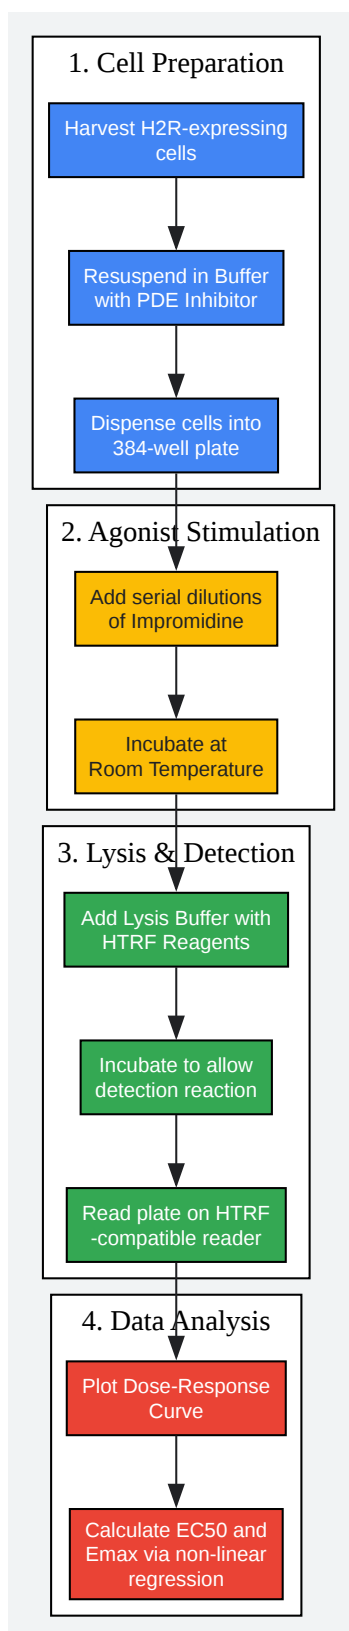 1. Cell Preparation
Harvest H2R-expressing
cells
Resuspend in Buffer
with PDE Inhibitor
Dispense cells into
384-well plate
2. Agonist Stimulation
Add serial dilutions
of Impromidine
Incubate at
Room Temperature
3. Lysis & Detection
Add Lysis Buffer with
HTRF Reagents
Incubate to allow
detection reaction
Read plate on HTRF
-compatible reader
4. Data Analysis
Plot Dose-Response
Curve
Calculate EC50 and
Emax via non-linear
regression